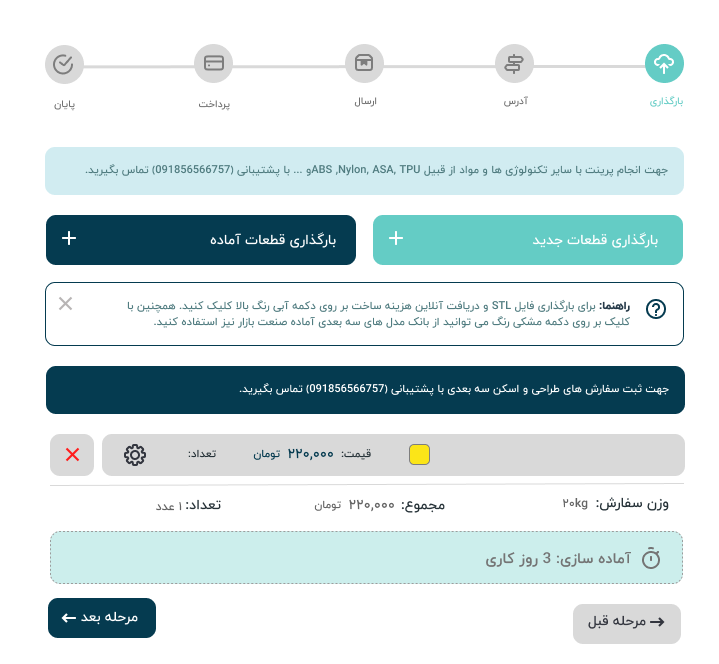 بارگذاری
آدرس
ارسال
پرداخت
پایان
جهت انجام پرینت با سایر تکنولوژی ها و مواد از قبیل ABS ,Nylon, ASA, TPUو ... با پشتیبانی (091856566757) تماس بگیرید.
بارگذاری قطعات جدید +
بارگذاری قطعات آماده +
راهنما: برای بارگذاری فایل STL و دریافت آنلاین هزینه ساخت بر روی دکمه آبی رنگ بالا کلیک کنید. همچنین با
کلیک بر روی دکمه مشکی رنگ می توانید از بانک مدل های سه بعدی آماده صنعت بازار نیز استفاده کنید.
جهت ثبت سفارش های طراحی و اسکن سه بعدی با پشتیبانی (091856566757) تماس بگیرید.
قیمت: ۲۲۰,۰۰۰ تومان تعداد:
وزن سفارش: ۲۰kg مجموع: ۲۲۰,۰۰۰ تومان تعداد: ۱ عدد
آماده سازی: 3 روز کاری
مرحله قبل
مرحله بعد